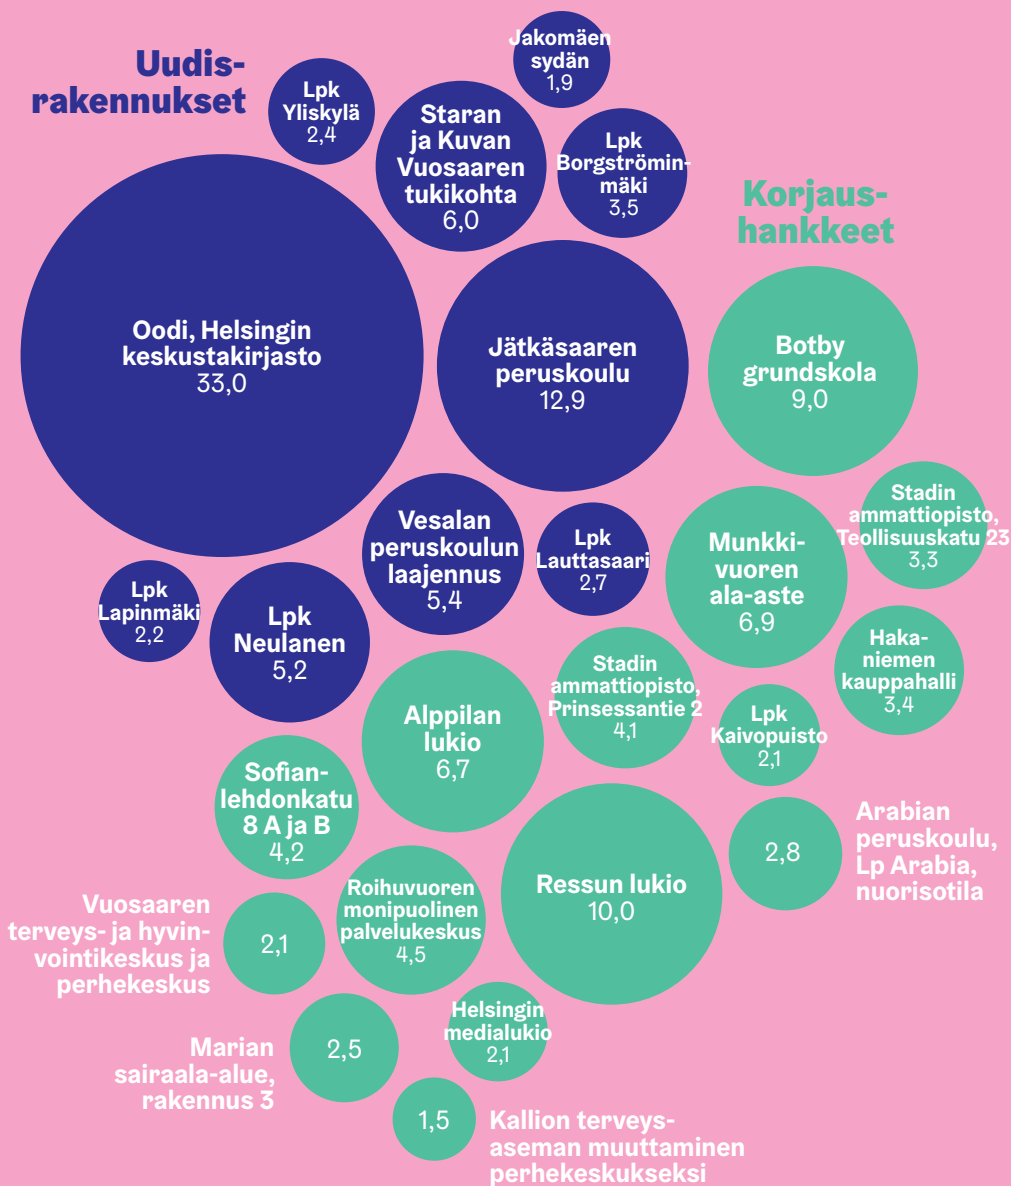 Uudis-
rakennukset
Jakomäen
sydän
1,9
Lpk
Yliskylä
2,4
Staran
ja Kuvan
Vuosaaren
tukikohta
6,0
Lpk
Borgströmin-
mäki
3,5
Korjaus-
hankkeet
Oodi, Helsingin
keskustakirjasto
33,0
Jätkäsaaren
peruskoulu
12,9
Botby
grundskola
9,0
Vesalan
peruskoulun
laajennus
5,4
Lpk
Lauttasaari
2,7
Munkki-
vuoren
ala-aste
6,9
Stadin
ammattiopisto,
Teollisuuskatu 23
3,3
Lpk
Lapinmäki
2,2
Lpk
Neulanen
5,2
Haka-
niemen
kauppahalli
3,4
Alppilan
lukio
6,7
Stadin
ammattiopisto,
Prinsessantie 2
4,1
Lpk
Kaivopuisto
2,1
Sofian-
lehdonkatu
8 A ja B
4,2
Ressun lukio
10,0
2,8
Arabian
peruskoulu,
Lp Arabia,
nuorisotila
Vuosaaren
terveys- ja hyvin-
vointikeskus ja
perhekeskus
2,1
Roihuvuoren
monipuolinen
palvelukeskus
4,5
Helsingin
medialukio
2,1
Marian
sairaala-alue,
rakennus 3
2,5
1,5
Kallion terveys-
aseman muuttaminen
perhekeskukseksi